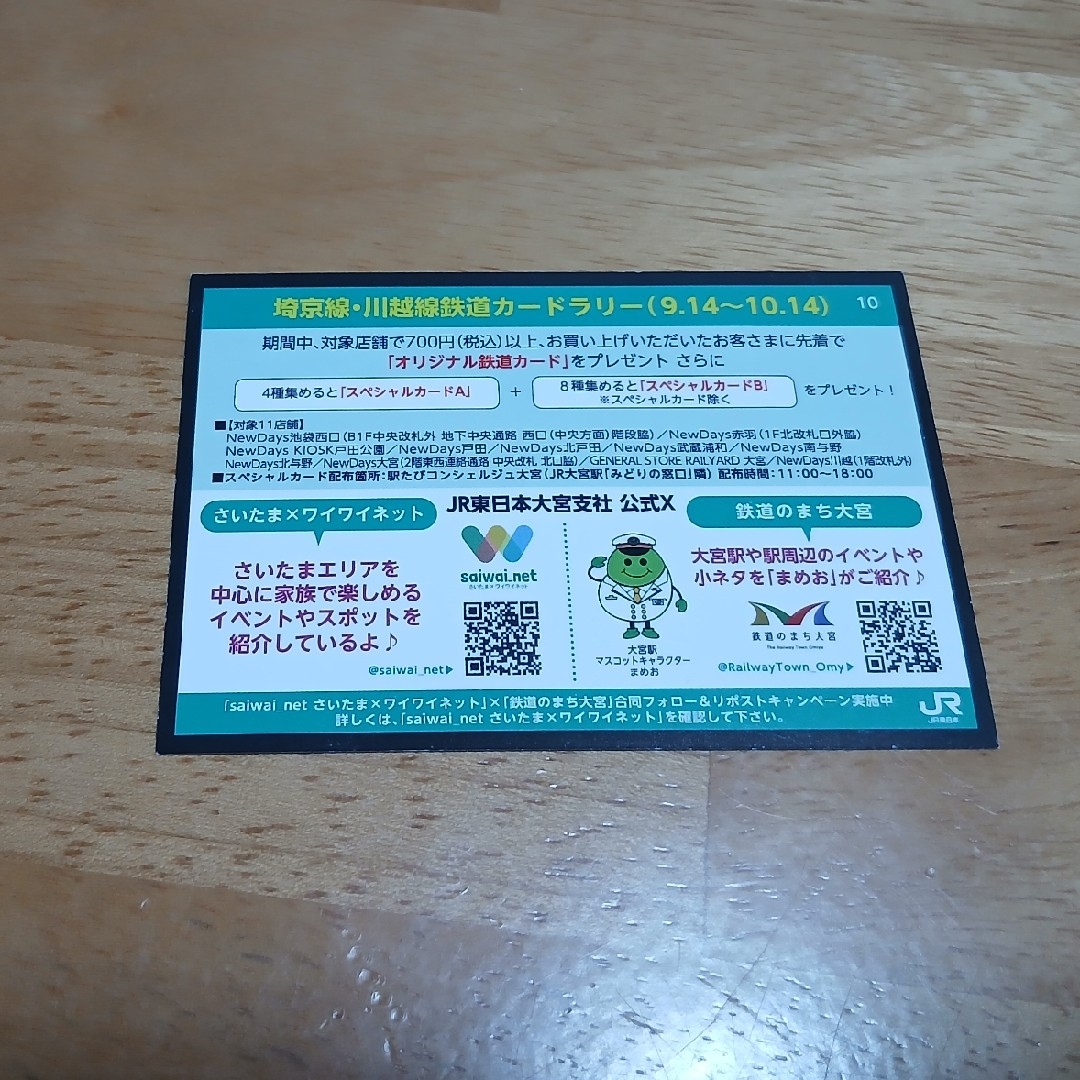 埼京線・川越線鉄道カードラリー(9.14～10.14) 10
期間中、対象店舗で700円(税込)以上、お買い上げいただいたお客さまに先着で
「オリジナル鉄道カード」をプレゼント さらに
4種集めると「スペシャルカードA」 + 8種集めると「スペシャルカードB」 をプレゼント!
※スペシャルカード除く
■【対象11店舗】
NewDays池袋西口(B1F中央改札外 地下中央通路 西口(中央方面)階段脇)／NewDays赤羽(1F北改札口外脇)
NewDays KIOSK戸田公園／NewDays戸田／NewDays北戸田／NewDays武蔵浦和／NewDays南与野
NewDays北与野／NewDays大宮(2階東西連絡通路 中央改札 北口脇)／GENERAL STORE RAILYARD 大宮／NewDays川越(1階改札外)
■スペシャルカード配布箇所:駅たびコンシェルジュ大宮(JR大宮駅「みどりの窓口」隣) 配布時間:11:00～18:00
JR東日本大宮支社 公式X
さいたま×ワイワイネット
さいたまエリアを
中心に家族で楽しめる
イベントやスポットを
紹介しているよ♪
@saiwai_net▶
saiwai.net
さいたま×ワイワイネット
鉄道のまち大宮
大宮駅や駅周辺のイベントや
小ネタを「まめお」がご紹介♪
大宮駅
マスコットキャラクター
まめお
鉄道のまち大宮
The Railway Town Omiya
@RailwayTown_Omy▶
「saiwai_net さいたま×ワイワイネット」×「鉄道のまち大宮」合同フォロー＆リポストキャンペーン実施中
詳しくは、「saiwai_net さいたま×ワイワイネット」を確認して下さい。
JR
JR東日本